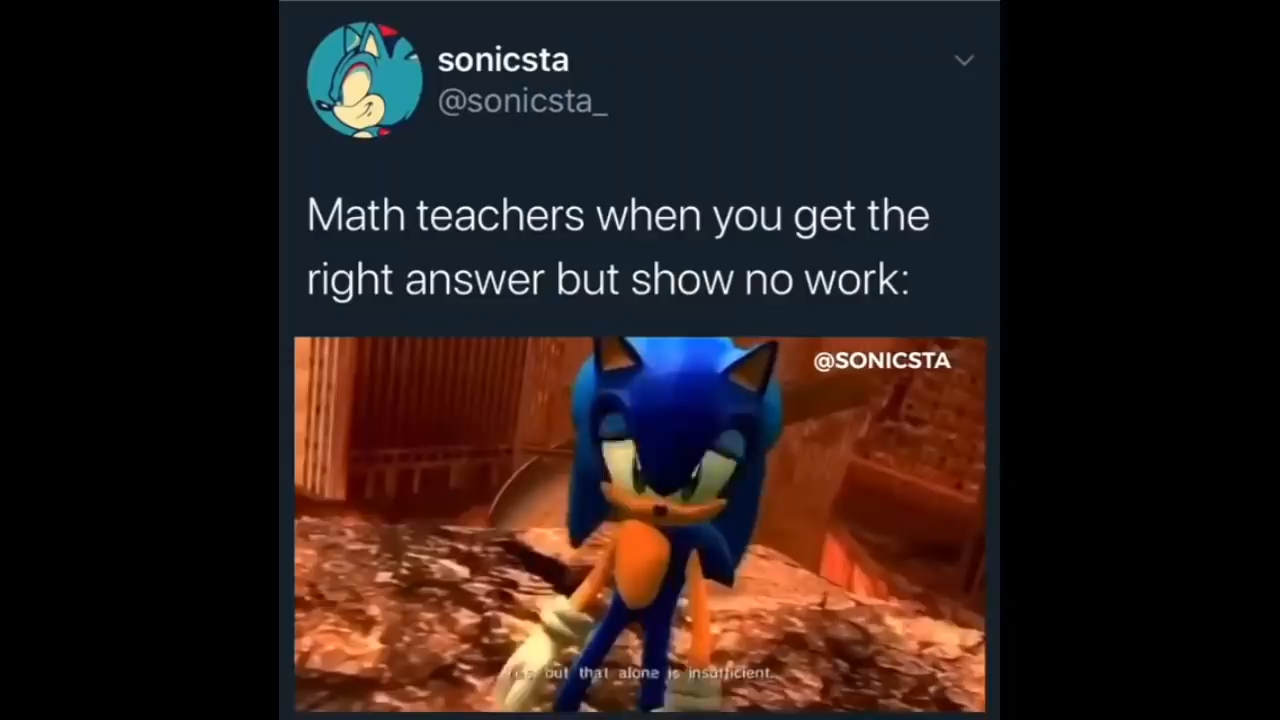 sonicsta
@sonicsta_
Math teachers when you get the
right answer but show no work:
@SONICSTA
Yes but that alone is insufficient.